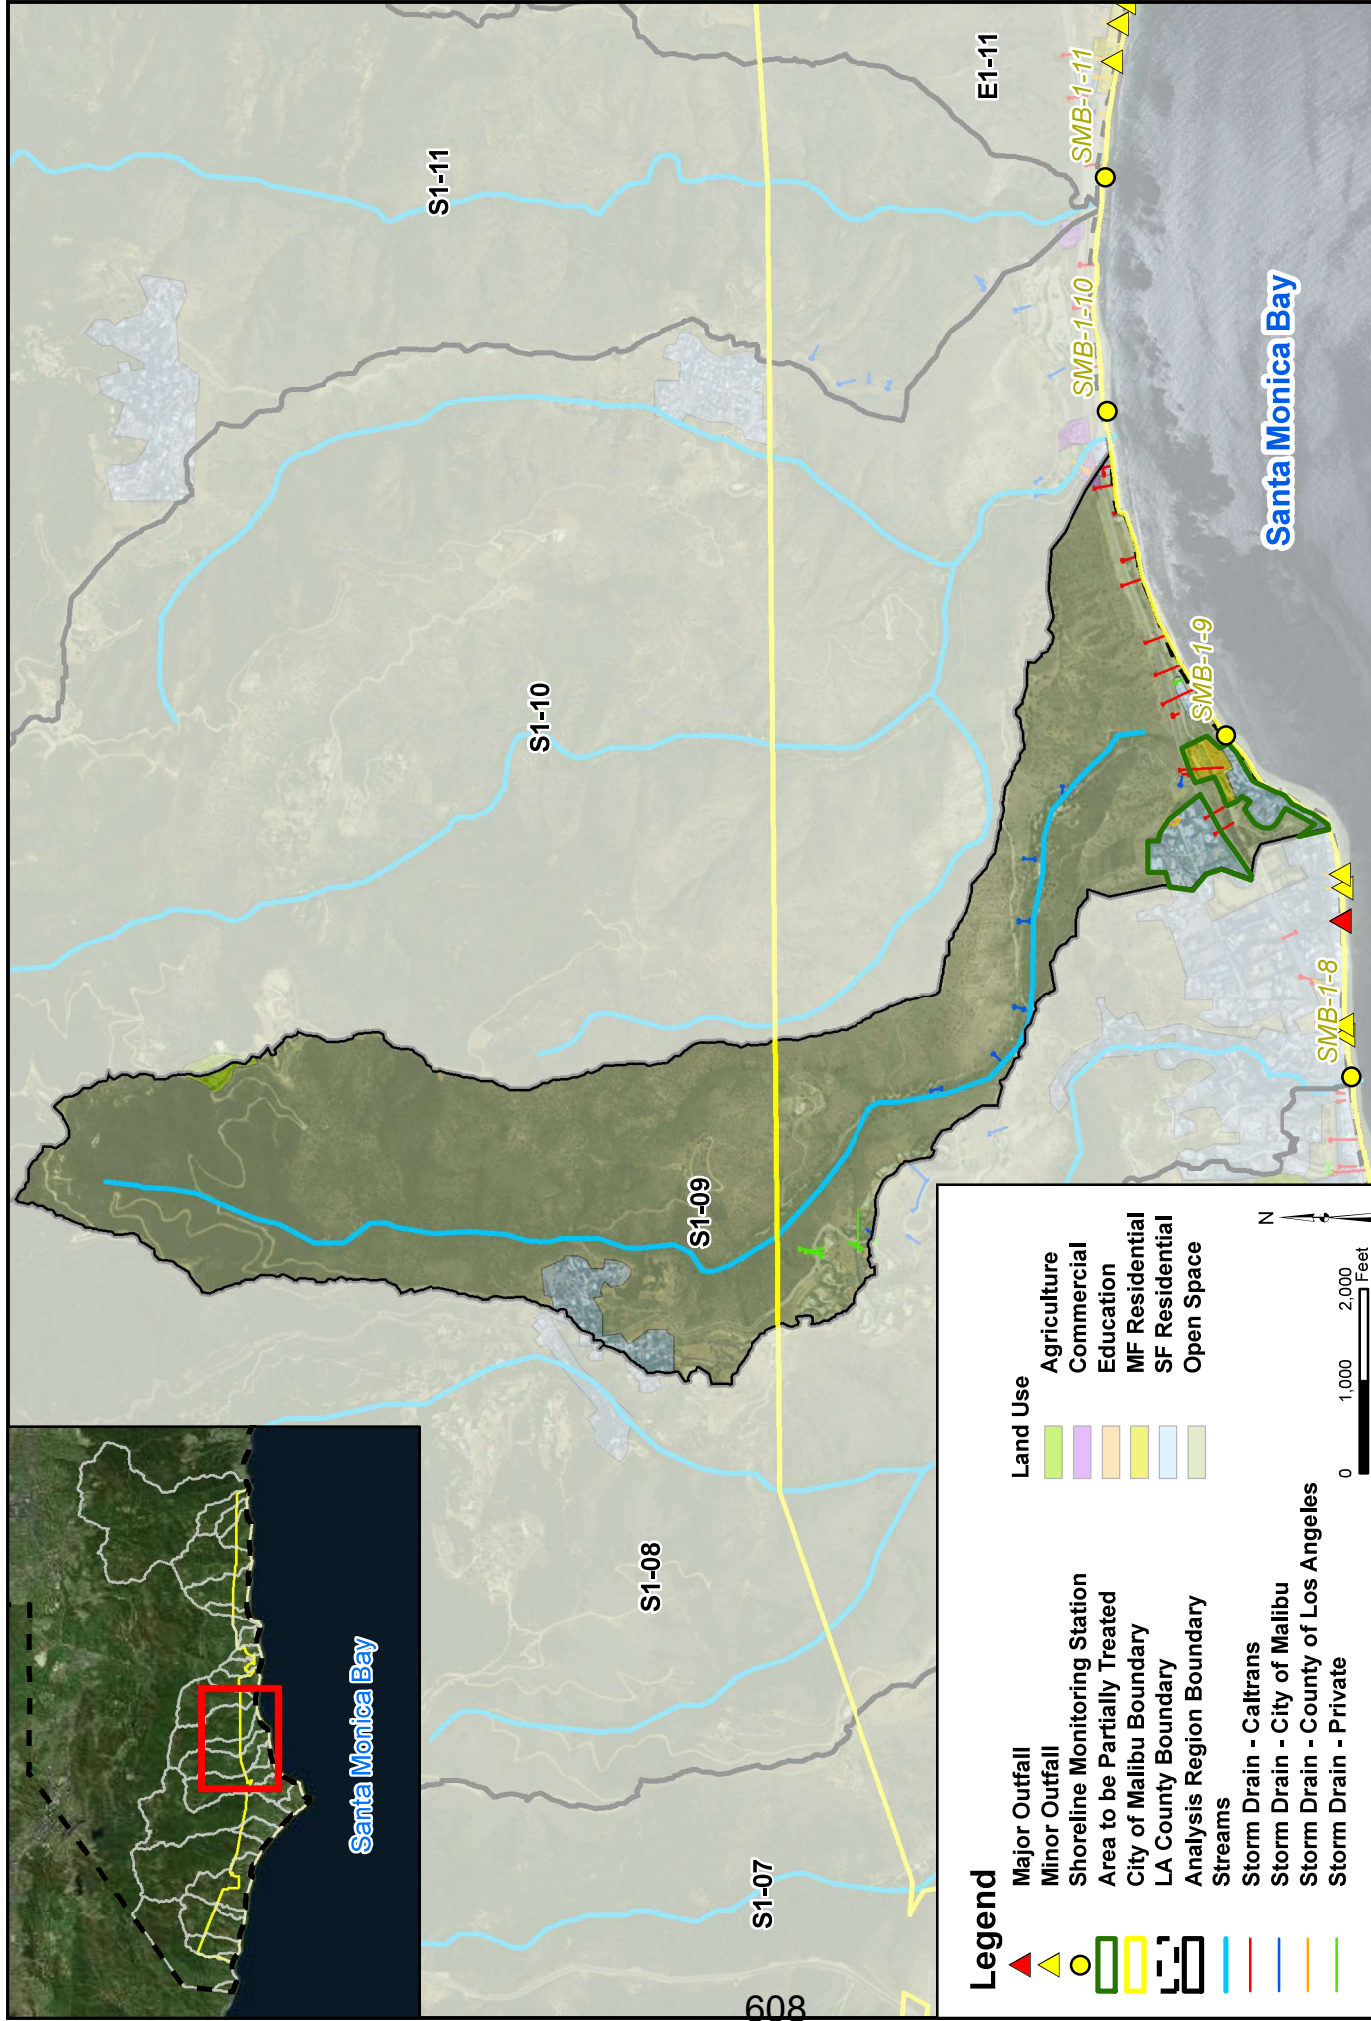 S1-11
E1-11
SMB-1-11
SMB-1-10
S1-10
SMB-1-9
Santa Monica Bay
S1-09
SMB-1-8
S1-08
S1-07
Santa Monica Bay
Legend
Major Outfall
Minor Outfall
Shoreline Monitoring Station
Area to be Partially Treated
City of Malibu Boundary
LA County Boundary
Analysis Region Boundary
Streams
Storm Drain - Caltrans
Storm Drain - City of Malibu
Storm Drain - County of Los Angeles
Storm Drain - Private
Land Use
Agriculture
Commercial
Education
MF Residential
SF Residential
Open Space
N
0 1,000 2,000
Feet
608